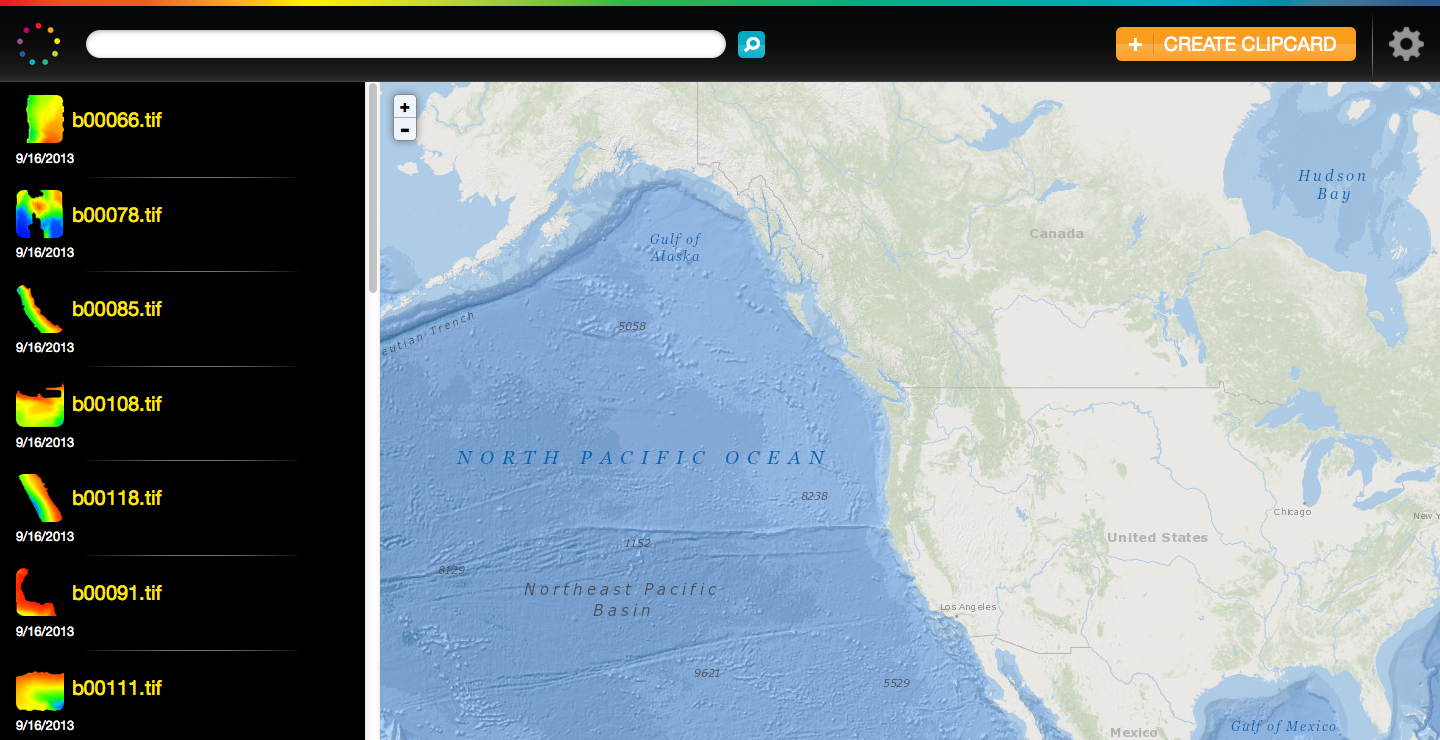 + CREATE CLIPCARD
b00066.tif
9/16/2013
b00078.tif
9/16/2013
b00085.tif
9/16/2013
b00108.tif
9/16/2013
b00118.tif
9/16/2013
b00091.tif
9/16/2013
b00111.tif
9/16/2013
+
-
Hudson
Bay
Canada
Gulf of
Alaska
eutian Trench
5058
NORTH PACIFIC OCEAN
8238
Chicago
New Y
United States
1152
8129
Northeast Pacific
Basin
Los Angeles
9621
5529
Gulf of Mexico
Mexico